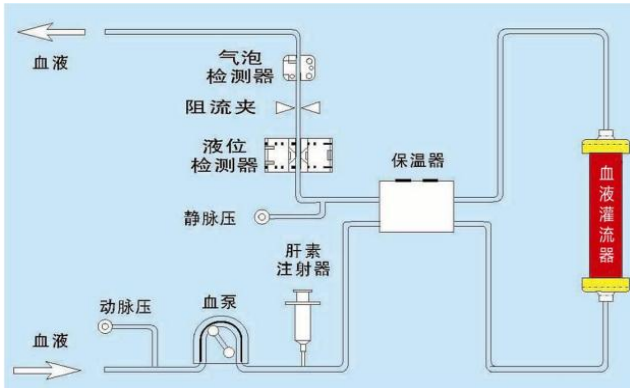 血液
气泡
检测器
阻流夹
液位
检测器
保温器
静脉压
肝素
注射器
血液灌流器
动脉压
血泵
血液